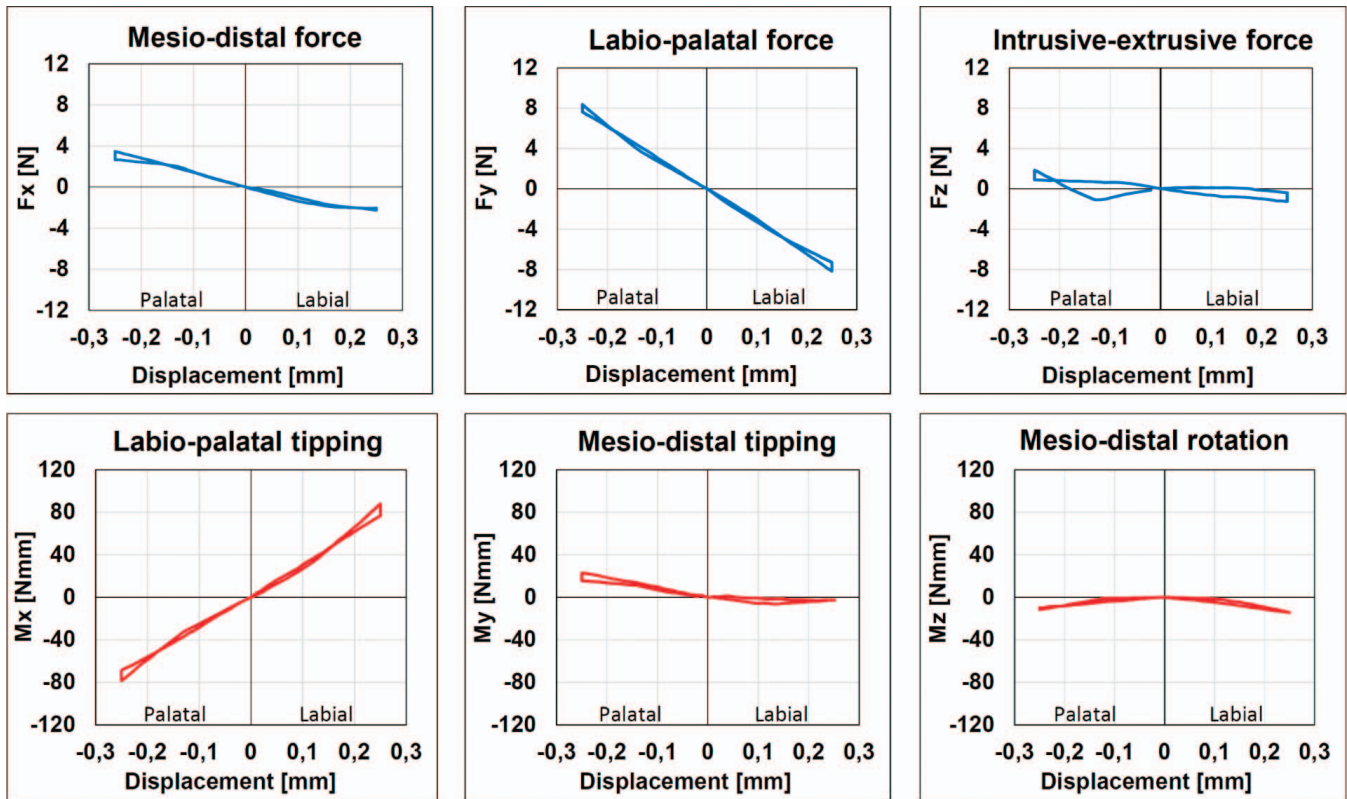 Mesio-distal force
12
8
4
0
-4
-8
-12
Fx [N]
Palatal Labial
-0,3 -0,2 -0,1 0 0,1 0,2 0,3
Displacement [mm]
Labio-palatal force
12
8
4
0
-4
-8
-12
Fy [N]
Palatal Labial
-0,3 -0,2 -0,1 0 0,1 0,2 0,3
Displacement [mm]
Intrusive-extrusive force
12
8
4
0
-4
-8
-12
Fz [N]
Palatal Labial
-0,3 -0,2 -0,1 0 0,1 0,2 0,3
Displacement [mm]
Labio-palatal tipping
120
80
40
0
-40
-80
-120
Mx [Nmm]
Palatal Labial
-0,3 -0,2 -0,1 0 0,1 0,2 0,3
Displacement [mm]
Mesio-distal tipping
120
80
40
0
-40
-80
-120
My [Nmm]
Palatal Labial
-0,3 -0,2 -0,1 0 0,1 0,2 0,3
Displacement [mm]
Mesio-distal rotation
120
80
40
0
-40
-80
-120
Mz [Nmm]
Palatal Labial
-0,3 -0,2 -0,1 0 0,1 0,2 0,3
Displacement [mm]